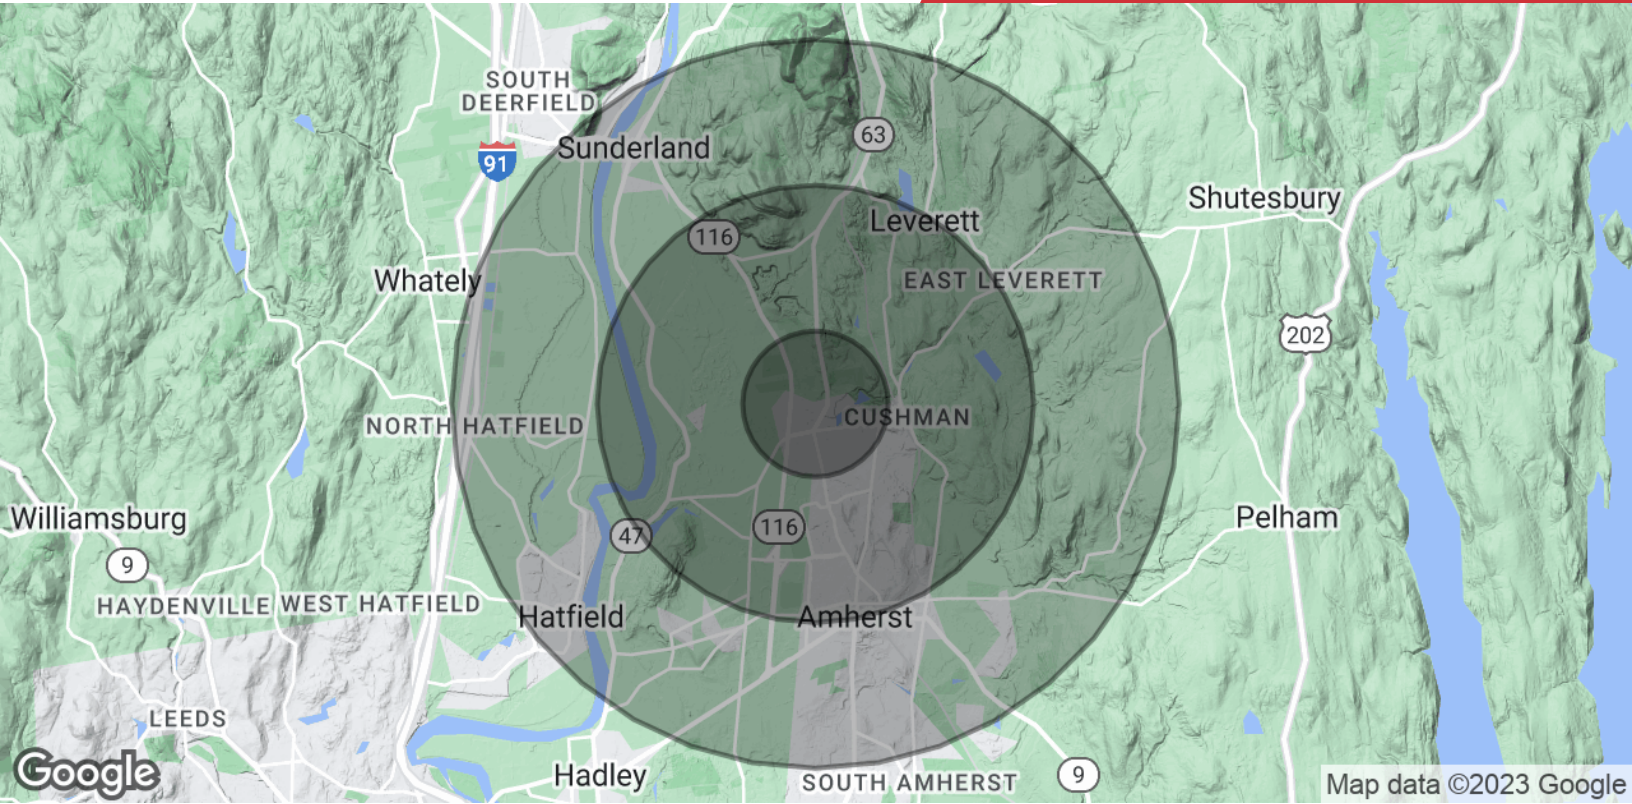 SOUTH
DEERFIELD
Sunderland
63
91
Shutesbury
Leverett
116
Whately
EAST LEVERETT
202
CUSHMAN
NORTH HATFIELD
Williamsburg
Pelham
116
47
9
HAYDENVILLE
WEST HATFIELD
Hatfield
Amherst
LEEDS
Google
Hadley
SOUTH AMHERST
9
Map data ©2023 Google